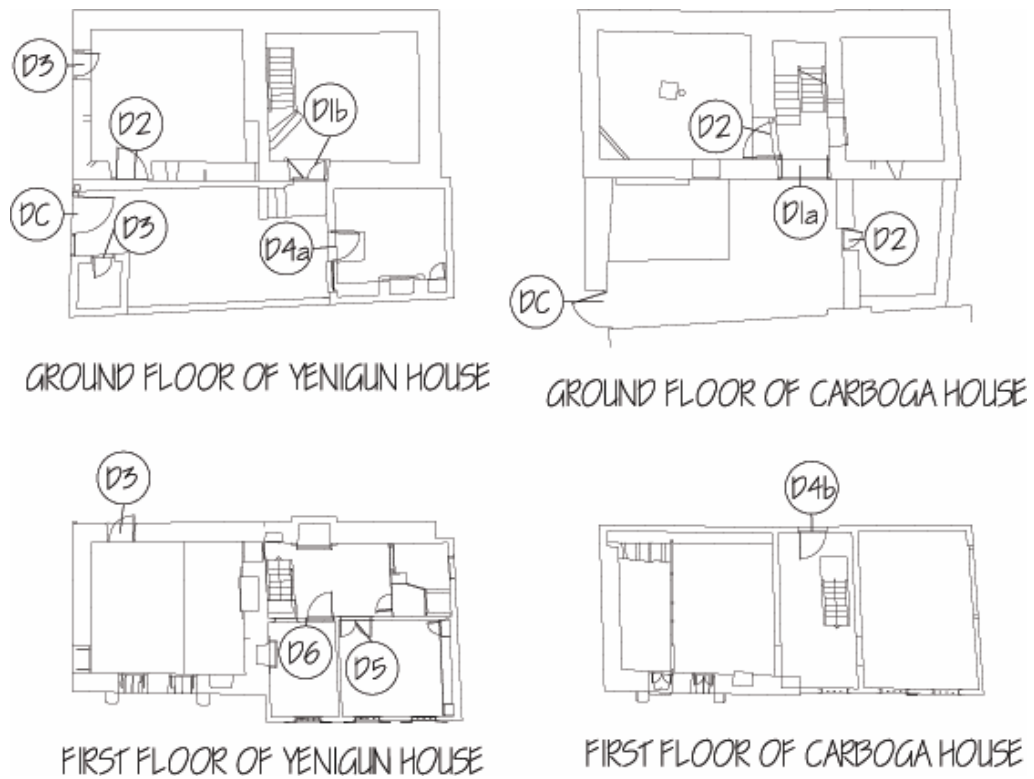 D3
D2
D1b
DC
D3
D4a
GROUND FLOOR OF YENIGUN HOUSE
D2
D1a
D2
DC
GROUND FLOOR OF CARBOGA HOUSE
D3
D6
D5
FIRST FLOOR OF YENIGUN HOUSE
D4b
FIRST FLOOR OF CARBOGA HOUSE